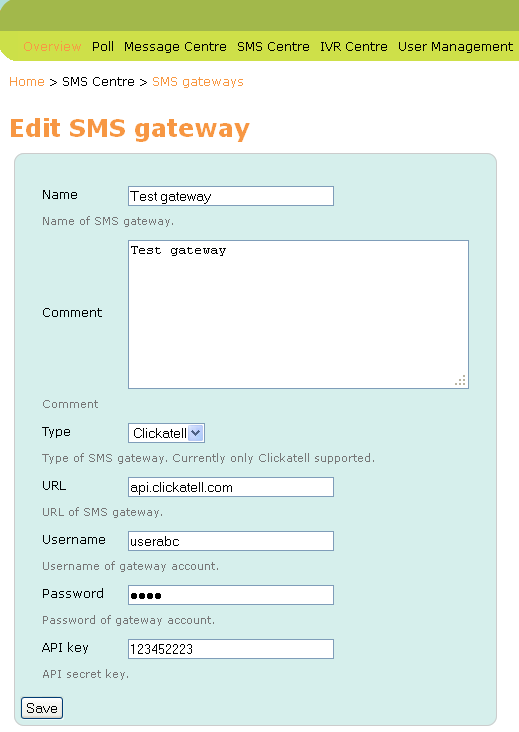 Overview Poll Message Centre SMS Centre IVR Centre User Management
Home > SMS Centre > SMS gateways
Edit SMS gateway
Name Test gateway
Name of SMS gateway.
Test gateway
Comment
Comment
Type Clickatell
Type of SMS gateway. Currently only Clickatell supported.
URL api.clickatell.com
URL of SMS gateway.
Username userabc
Username of gateway account.
Password ●●●●
Password of gateway account.
API key 123452223
API secret key.
Save